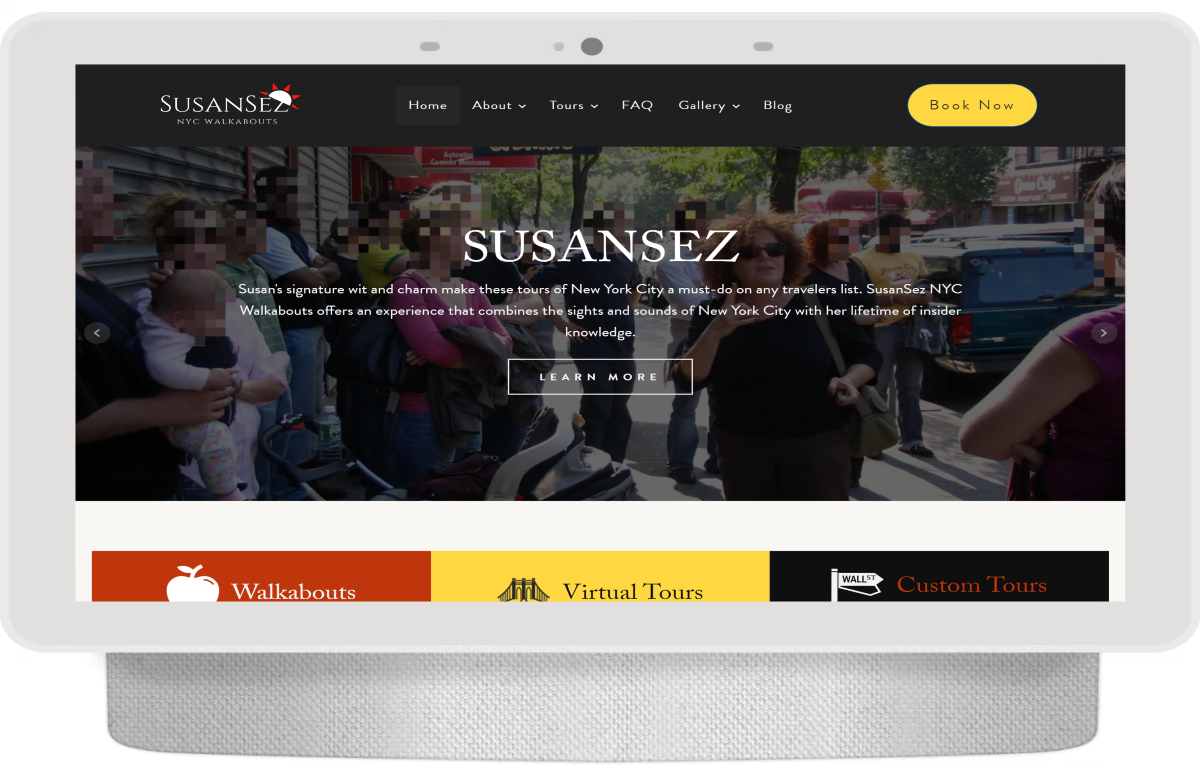 SUSANSEZ
NYC WALKABOUTS
Home About Tours FAQ Gallery Blog
Book Now
Autentica
Comida Mexicana
SUSANSEZ
Susan's signature wit and charm make these tours of New York City a must-do on any travelers list. SusanSez NYC
Walkabouts offers an experience that combines the sights and sounds of New York City with her lifetime of insider
knowledge.
LEARN MORE
Walkabouts
Virtual Tours
WALL ST
Custom Tours